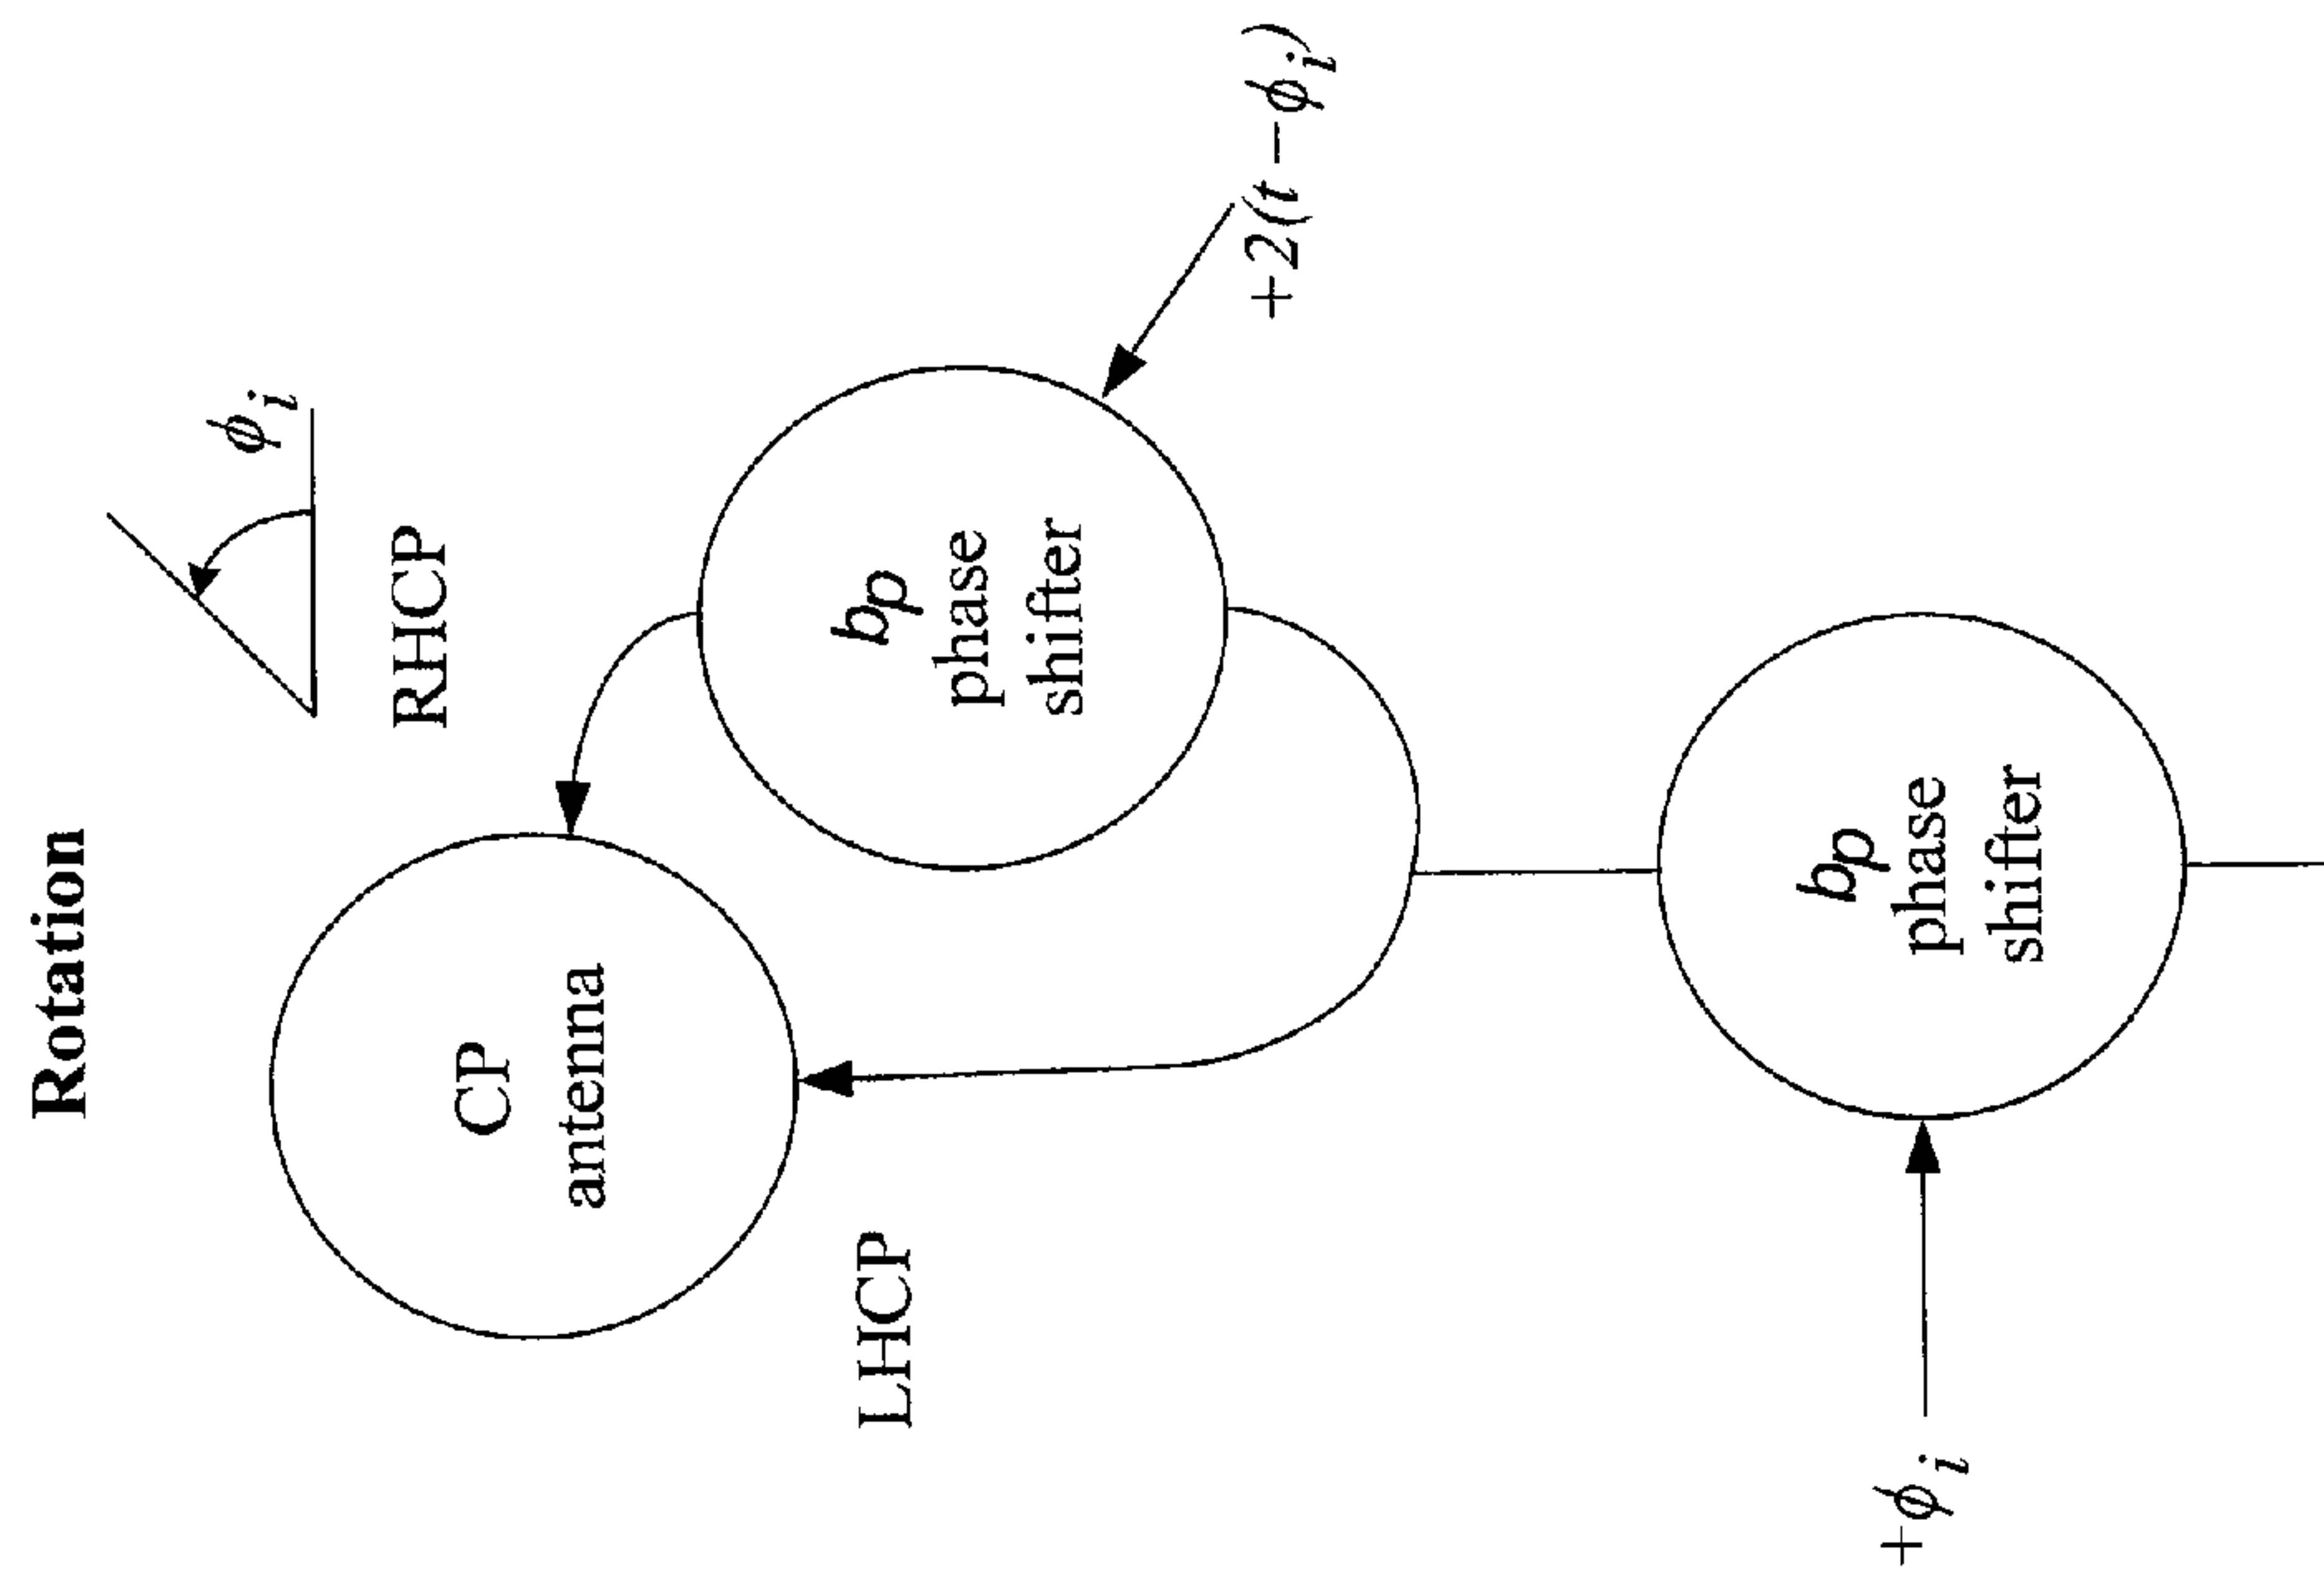 Rotation
ϕi
RHCP
CP
antenna
LHCP
bp
phase
shifter
+2(t −ϕi)
bp
phase
shifter
+ϕi